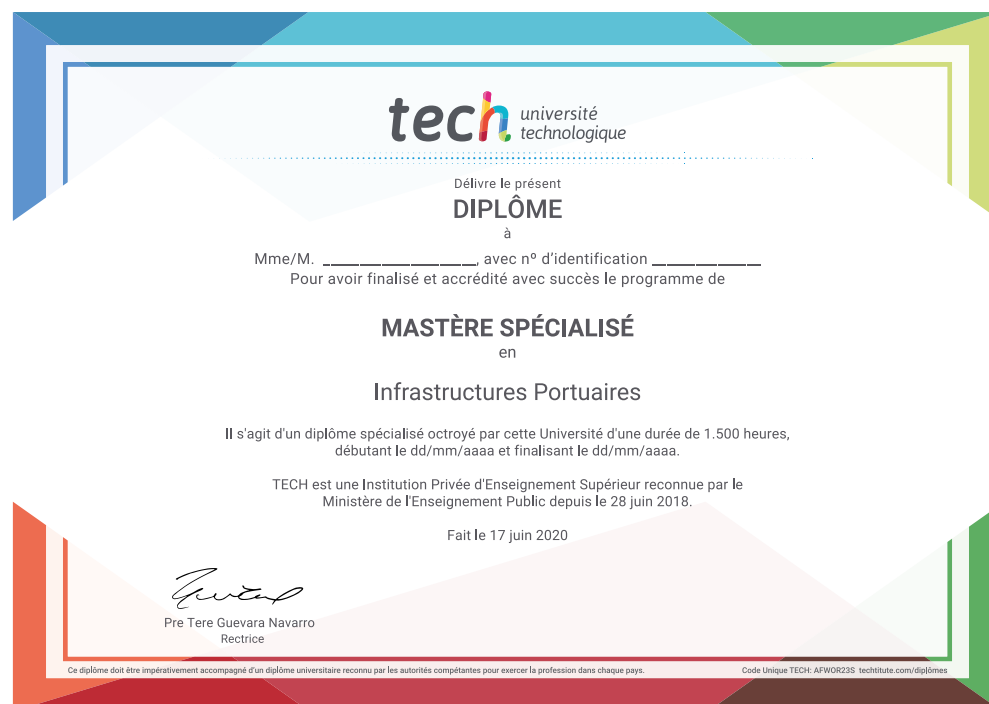 tech université
technologique
Délivre le présent
DIPLÔME
à
Mme/M. ____________________, avec nº d'identification ______________
Pour avoir finalisé et accrédité avec succès le programme de
MASTÈRE SPÉCIALISÉ
en
Infrastructures Portuaires
Il s'agit d'un diplôme spécialisé octroyé par cette Université d'une durée de 1.500 heures,
débutant le dd/mm/aaaa et finalisant le dd/mm/aaaa.
TECH est une Institution Privée d'Enseignement Supérieur reconnue par le
Ministère de l'Enseignement Public depuis le 28 juin 2018.
Fait le 17 juin 2020
Pre Tere Guevara Navarro
Rectrice
Ce diplôme doit être impérativement accompagné d'un diplôme universitaire reconnu par les autorités compétentes pour exercer la profession dans chaque pays.
Code Unique TECH: AFWOR23S techtitute.com/diplômes